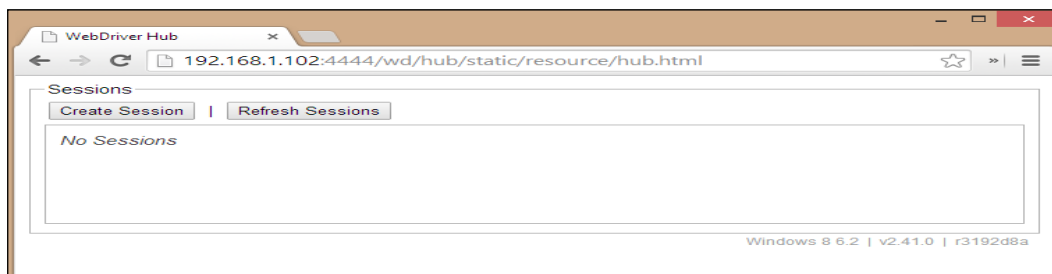 WebDriver Hub
192.168.1.102:4444/wd/hub/static/resource/hub.html
Sessions
Create Session | Refresh Sessions
No Sessions
Windows 8 6.2 | v2.41.0 | r3192d8a